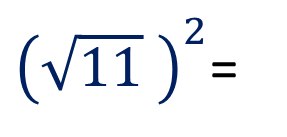 (√11)² =